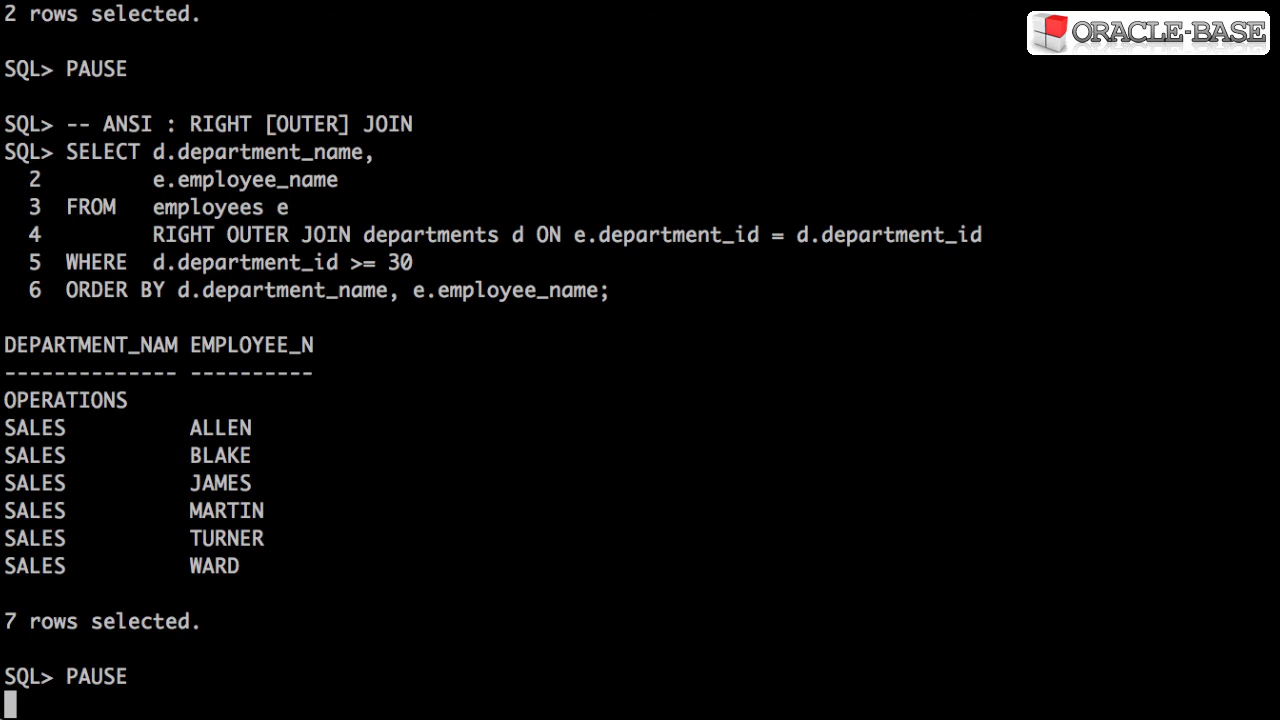 2 rows selected.
ORACLE-BASE
SQL> PAUSE
SQL> -- ANSI : RIGHT [OUTER] JOIN
SQL> SELECT d.department_name,
  2         e.employee_name
  3  FROM   employees e
  4         RIGHT OUTER JOIN departments d ON e.department_id = d.department_id
  5  WHERE  d.department_id >= 30
  6  ORDER BY d.department_name, e.employee_name;
DEPARTMENT_NAM EMPLOYEE_N
-------------- ----------
OPERATIONS
SALES          ALLEN
SALES          BLAKE
SALES          JAMES
SALES          MARTIN
SALES          TURNER
SALES          WARD
7 rows selected.
SQL> PAUSE